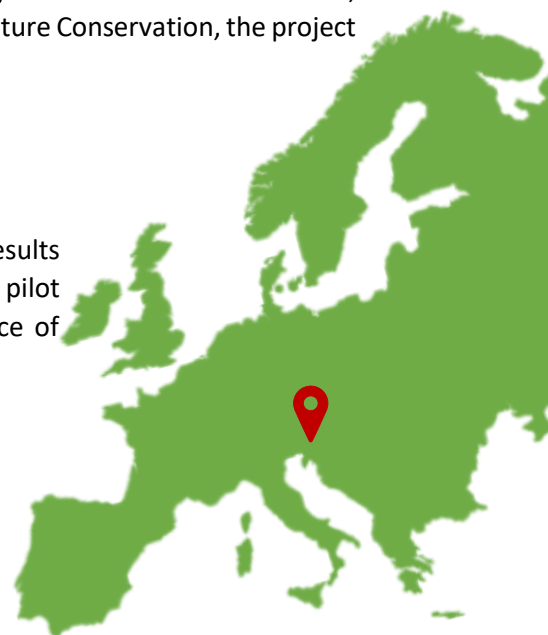 ture Conservation, the project
esults
pilot
ce of